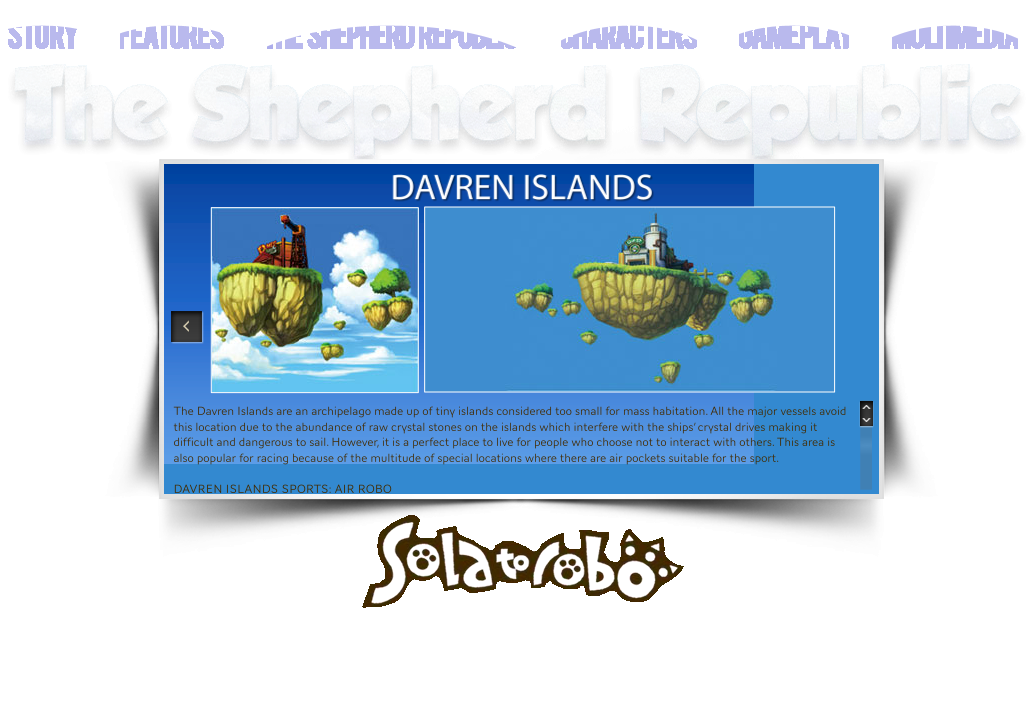 STORY FEATURES THE SHEPHERD REPUBLIC CHARACTERS GAMEPLAY MULTIMEDIA
The Shepherd Republic
DAVREN ISLANDS
The Davren Islands are an archipelago made up of tiny islands considered too small for mass habitation. All the major vessels avoid
this location due to the abundance of raw crystal stones on the islands which interfere with the ships' crystal drives making it
difficult and dangerous to sail. However, it is a perfect place to live for people who choose not to interact with others. This area is
also popular for racing because of the multitude of special locations where there are air pockets suitable for the sport.
DAVREN ISLANDS SPORTS: AIR ROBO
Solatorobo